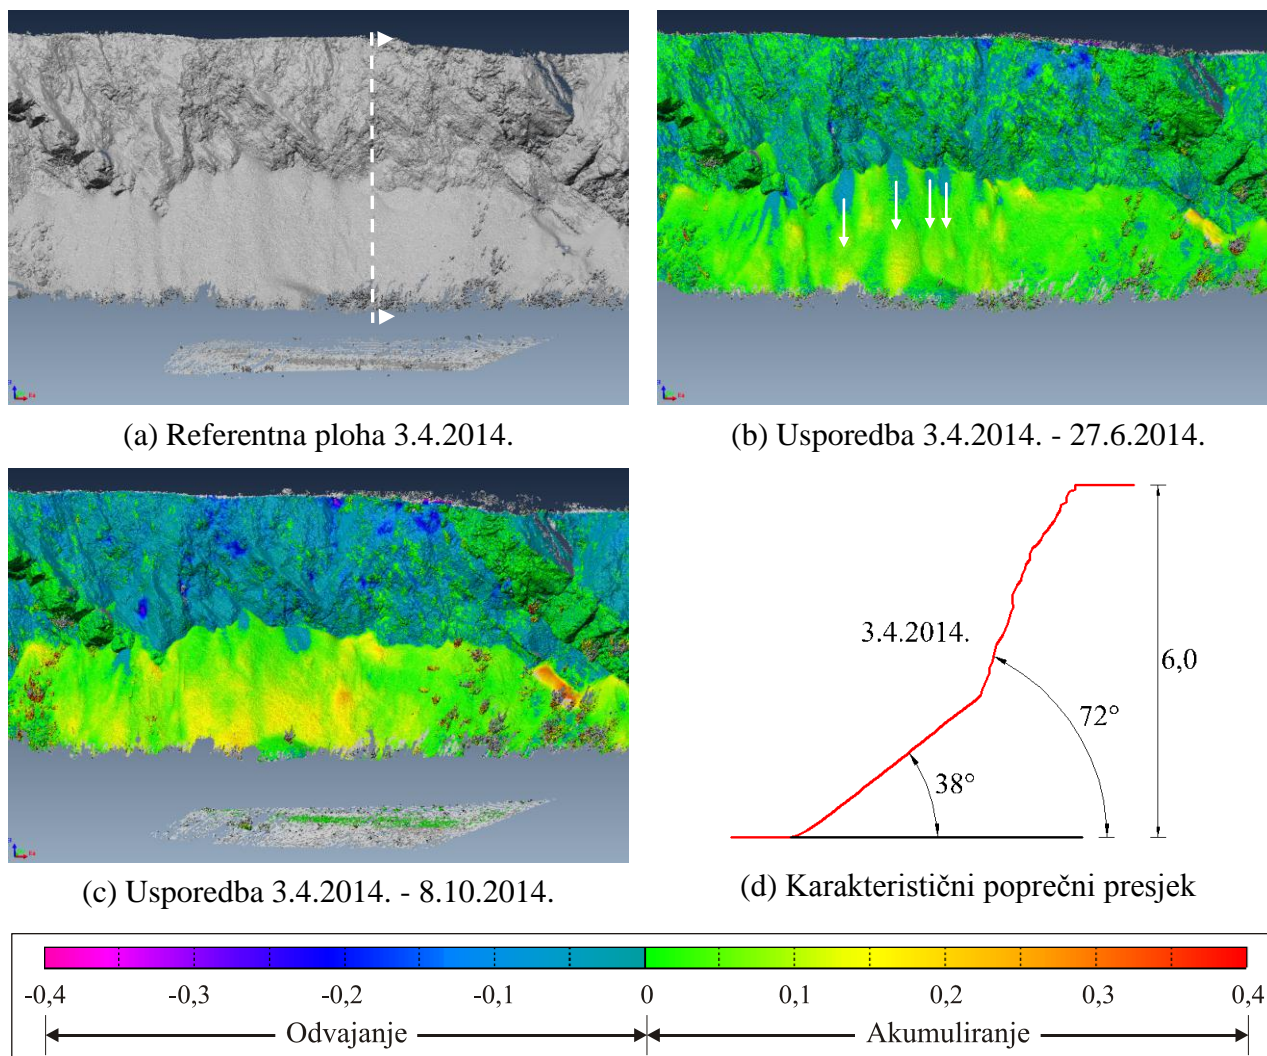 (a) Referentna ploha 3.4.2014.
(b) Usporedba 3.4.2014. - 27.6.2014.
3.4.2014.
6,0
72°
38°
(c) Usporedba 3.4.2014. - 8.10.2014.
(d) Karakteristični poprečni presjek
-0,4 -0,3 -0,2 -0,1 0 0,1 0,2 0,3 0,4
Odvajanje Akumuliranje